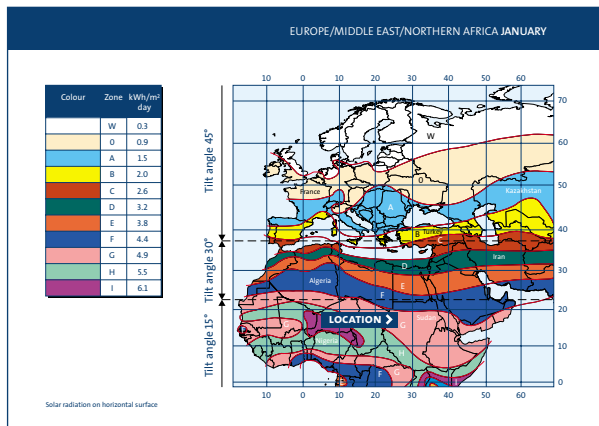 EUROPE/MIDDLE EAST/NORTHERN AFRICA JANUARY
Colour Zone kWh/m² day
W 0.3
0 0.9
A 1.5
B 2.0
C 2.6
D 3.2
E 3.8
F 4.4
G 4.9
H 5.5
I 6.1
Solar radiation on horizontal surface
Tilt angle 45°
Tilt angle 30°
Tilt angle 15°
10 0 10 20 30 40 50 60
70
60
50
40
30
20
10
0
10 0 10 20 30 40 50 60
W
0
France
A
Kazakhstan
B Turkey
C
Iran
D
Algeria
E
F
LOCATION
Sudan
G
G
Nigeria
H
F
G
E
I